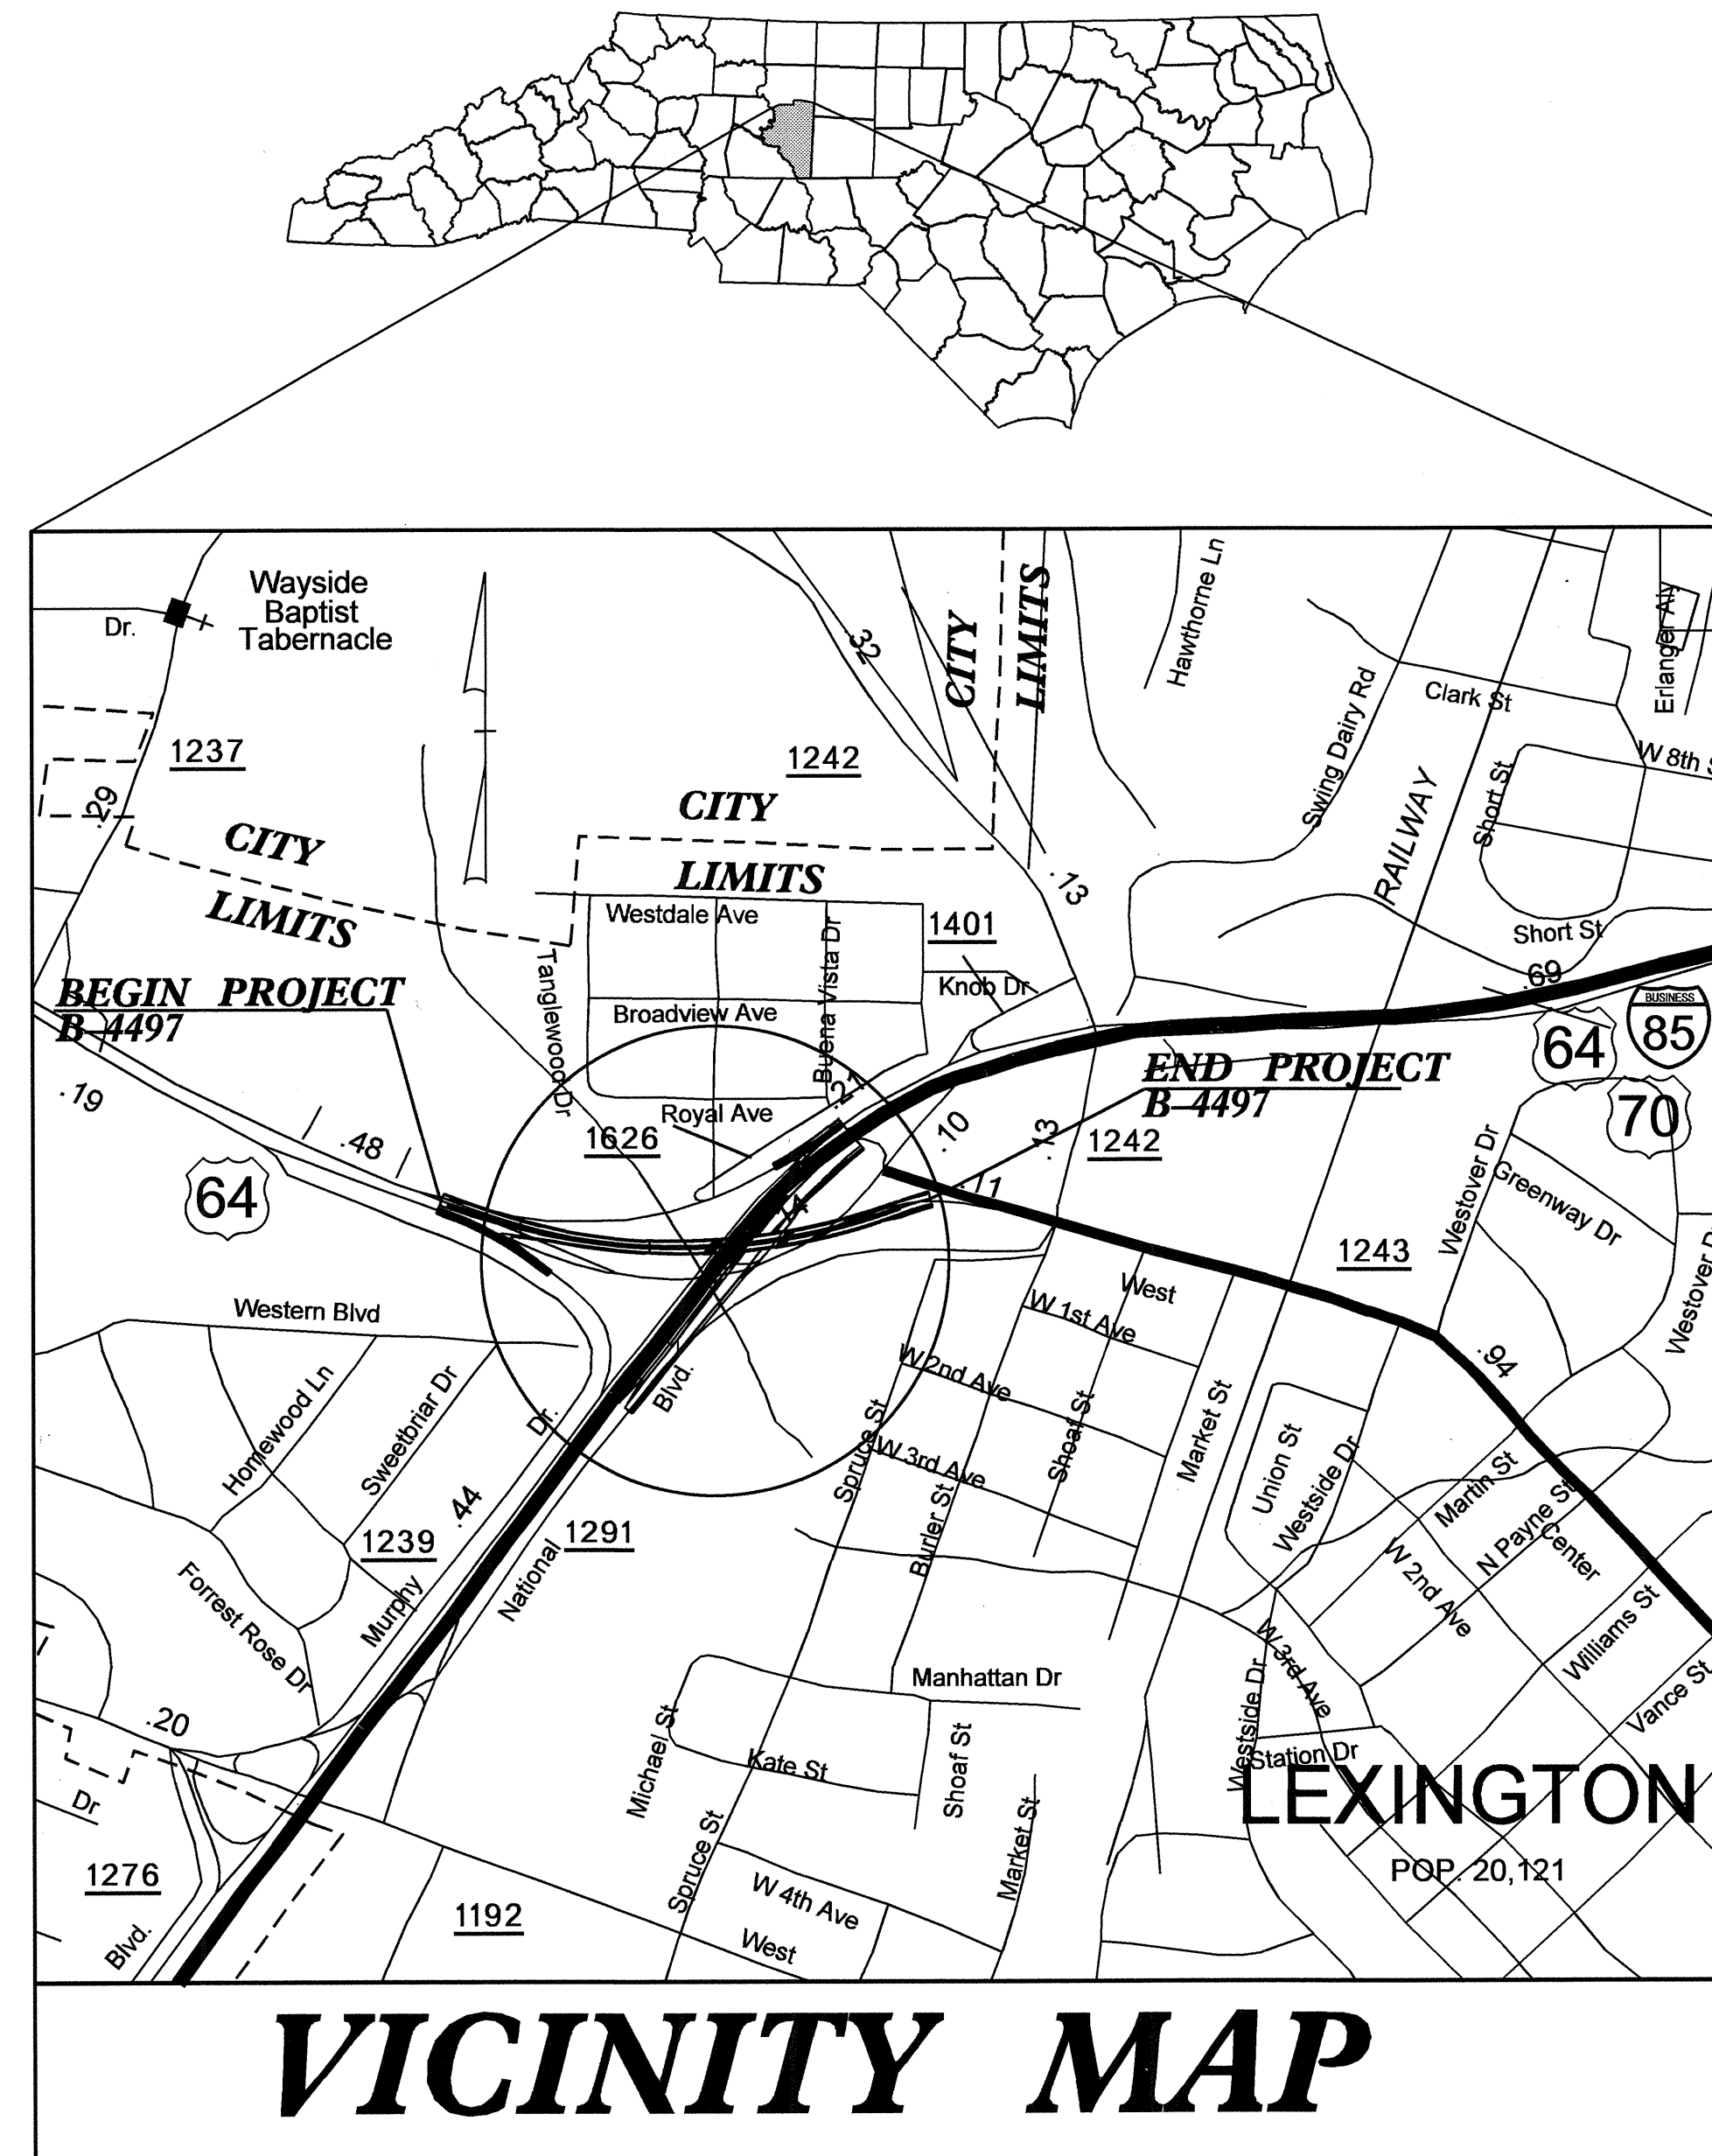 Wayside
Baptist
Tabernacle
Dr.
1237
.29
CITY
LIMITS
32
CITY
LIMITS
1242
CITY
LIMITS
.13
Hawthorne Ln
Swing Dairy Rd
Clark St
Erlanger Aly
W 8th S
Short St
RAILWAY
Short St
.69
Westdale Ave
Buena Vista Dr
1401
Knob Dr
Broadview Ave
Tanglewood Dr
Royal Ave
.21
1626
BEGIN PROJECT
B-4497
.19
.48
64
END PROJECT
B-4497
.10
.13
1242
.11
.14
64
BUSINESS
85
70
Westover Dr
Greenway Dr
Westover D
1243
West
W 1st Ave
W 2nd Ave
W 3rd Ave
Spruce St
Burler St
Shoaf St
Market St
Union St
Westside Dr
.94
Martin St
N Payne St
Center
W 2nd Ave
Williams St
Vance St
W 3rd Ave
Westside Dr
Station Dr
Western Blvd
Homewood Ln
Sweetbriar Dr
Dr.
Blvd.
.44
1239
Murphy
National
1291
Forrest Rose Dr
.20
Dr
1276
Blvd.
1192
Manhattan Dr
Michael St
Kate St
Shoaf St
Spruce St
Market St
W 4th Ave
West
LEXINGTON
POP. 20,121
VICINITY MAP